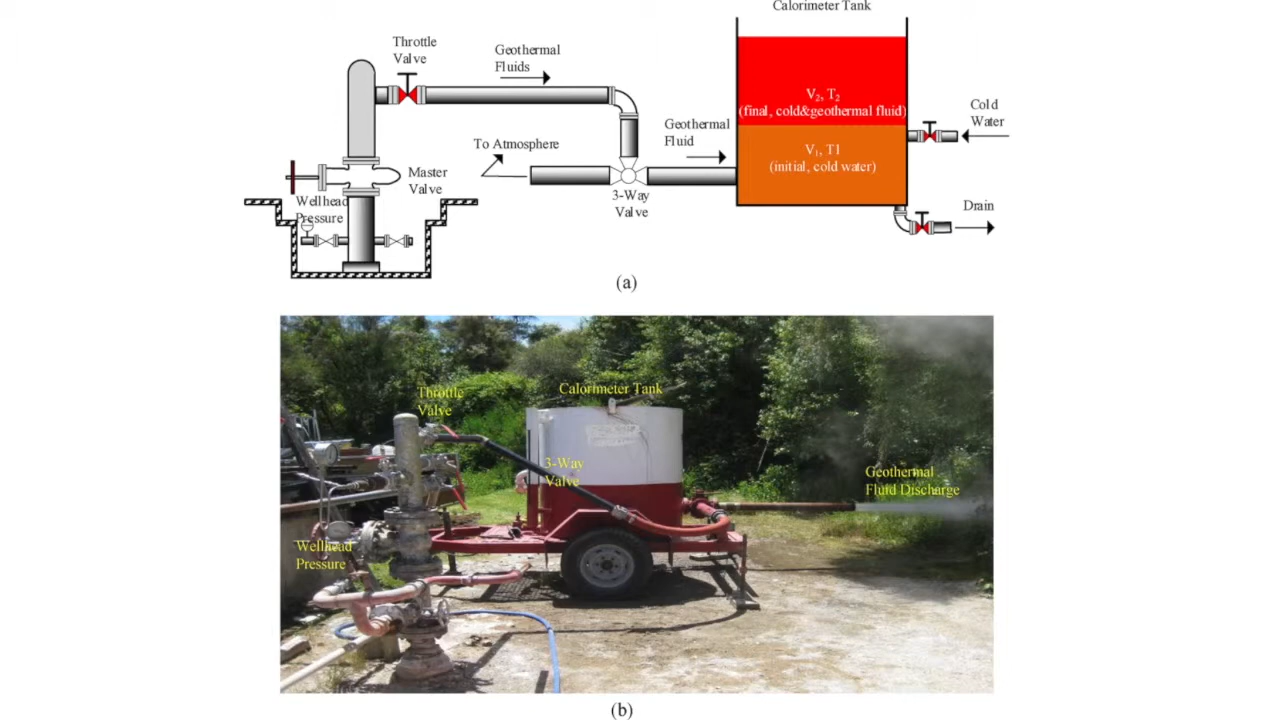 Calorimeter Tank
Throttle
Valve
Geothermal
Fluids
V₂, T₂
(final, cold&geothermal fluid)
Cold
Water
Geothermal
Fluid
To Atmosphere
V₁, T1
(initial, cold water)
Master
Valve
3-Way
Valve
Wellhead
Pressure
Drain
(a)
Throttle
Valve
Calorimeter Tank
3-Way
Valve
Geothermal
Fluid Discharge
Wellhead
Pressure
(b)